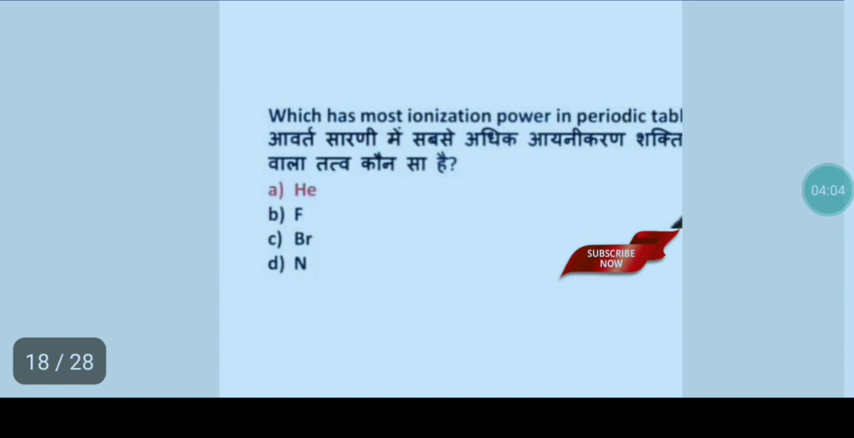 Which has most ionization power in periodic tabl
आवर्त सारणी में सबसे अधिक आयनीकरण शक्ति
वाला तत्व कौन सा है?
a) He
b) F
c) Br
d) N
SUBSCRIBE
NOW
04:04
18 / 28